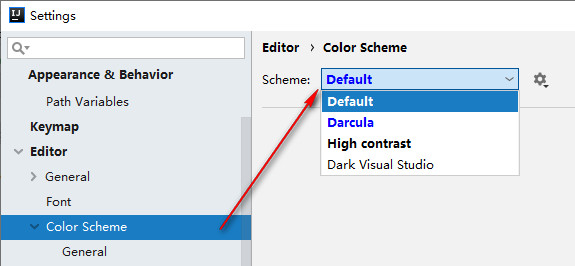 IJ Settings
Appearance & Behavior
Path Variables
Keymap
Editor
General
Font
Color Scheme
General
Editor › Color Scheme
Scheme: Default
Default
Darcula
High contrast
Dark Visual Studio